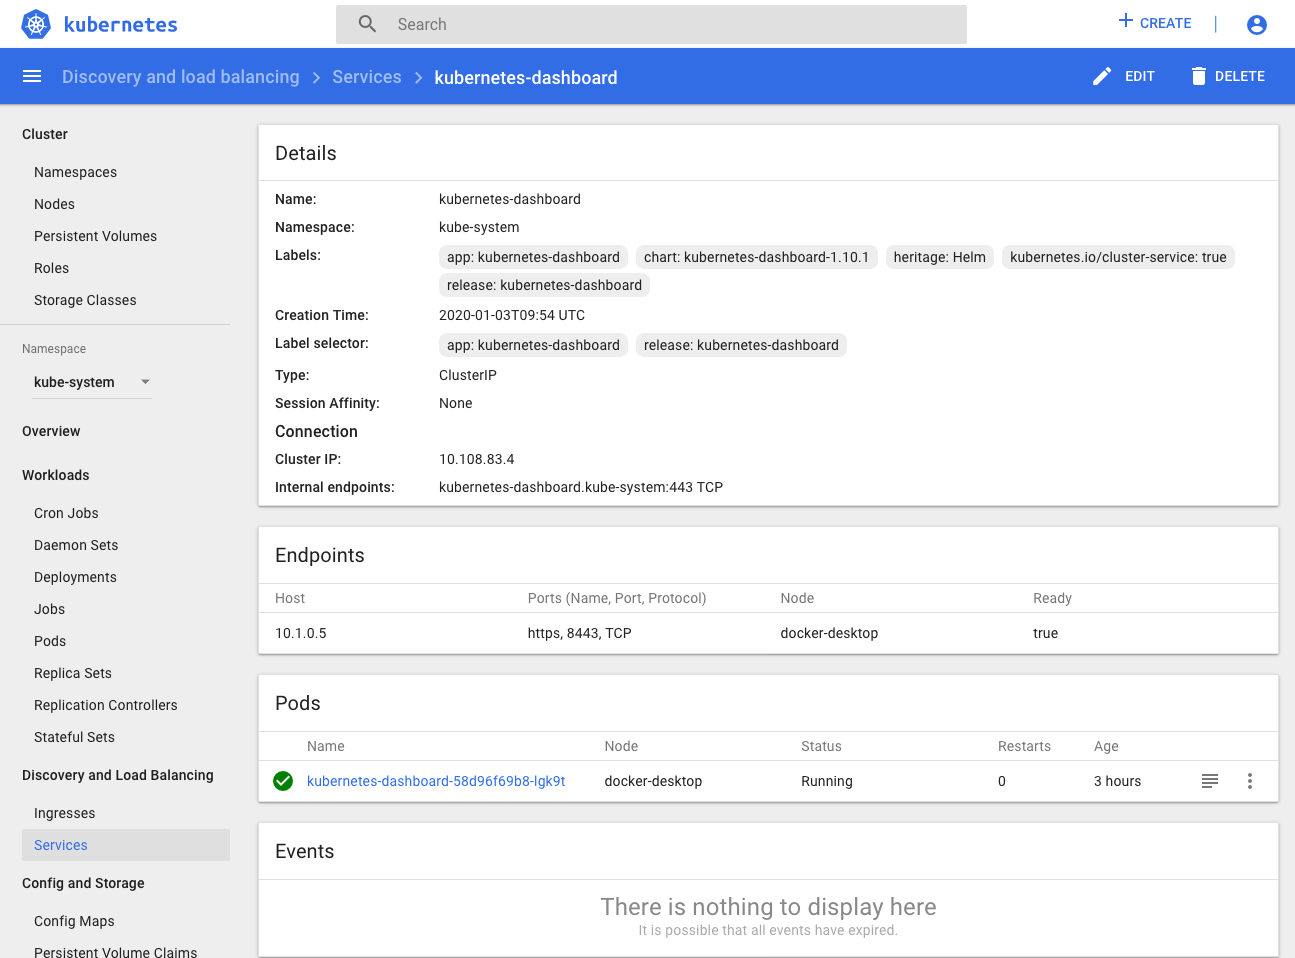 kubernetes
Search
CREATE
Discovery and load balancing > Services > kubernetes-dashboard
EDIT
DELETE
Cluster
Namespaces
Nodes
Persistent Volumes
Roles
Storage Classes
Namespace
kube-system
Overview
Workloads
Cron Jobs
Daemon Sets
Deployments
Jobs
Pods
Replica Sets
Replication Controllers
Stateful Sets
Discovery and Load Balancing
Ingresses
Services
Config and Storage
Config Maps
Persistent Volume Claims
Details
Name: kubernetes-dashboard
Namespace: kube-system
Labels: app: kubernetes-dashboard chart: kubernetes-dashboard-1.10.1 heritage: Helm kubernetes.io/cluster-service: true
release: kubernetes-dashboard
Creation Time: 2020-01-03T09:54 UTC
Label selector: app: kubernetes-dashboard release: kubernetes-dashboard
Type: ClusterIP
Session Affinity: None
Connection
Cluster IP: 10.108.83.4
Internal endpoints: kubernetes-dashboard.kube-system:443 TCP
Endpoints
Host Ports (Name, Port, Protocol) Node Ready
10.1.0.5 https, 8443, TCP docker-desktop true
Pods
Name Node Status Restarts Age
kubernetes-dashboard-58d96f69b8-lgk9t docker-desktop Running 0 3 hours
Events
There is nothing to display here
It is possible that all events have expired.